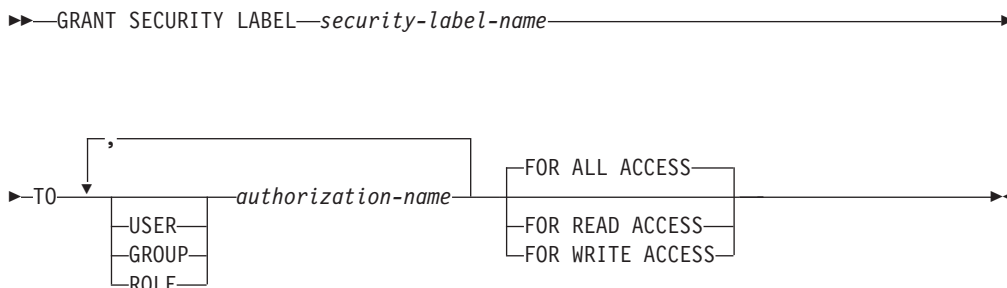 GRANT SECURITY LABEL security-label-name
,
FOR ALL ACCESS
TO authorization-name
USER FOR READ ACCESS
GROUP FOR WRITE ACCESS
ROLE